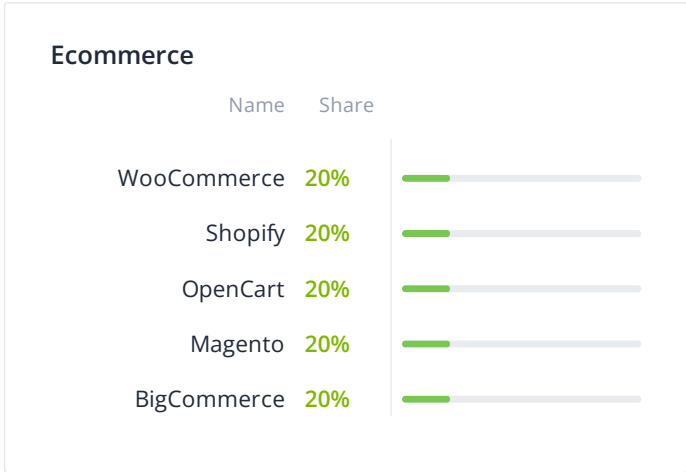 Ecommerce
Name Share
WooCommerce 20%
Shopify 20%
OpenCart 20%
Magento 20%
BigCommerce 20%